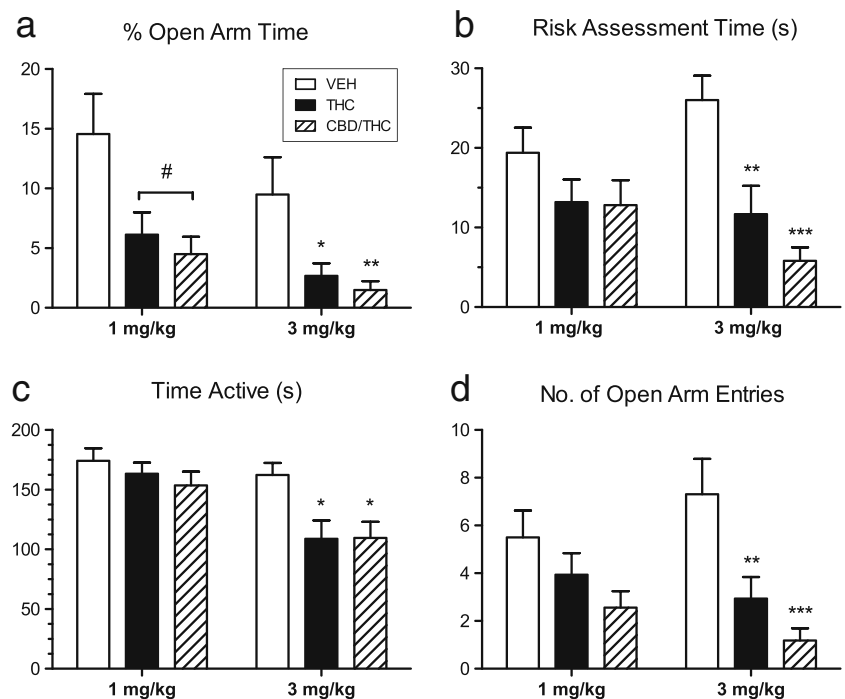 a
% Open Arm Time
20
15
10
5
0
VEH
THC
CBD/THC
#
*
**
1 mg/kg
3 mg/kg
b
Risk Assessment Time (s)
30
20
10
0
**
***
1 mg/kg
3 mg/kg
c
Time Active (s)
200
150
100
50
0
*
*
1 mg/kg
3 mg/kg
d
No. of Open Arm Entries
10
8
6
4
2
0
**
***
1 mg/kg
3 mg/kg